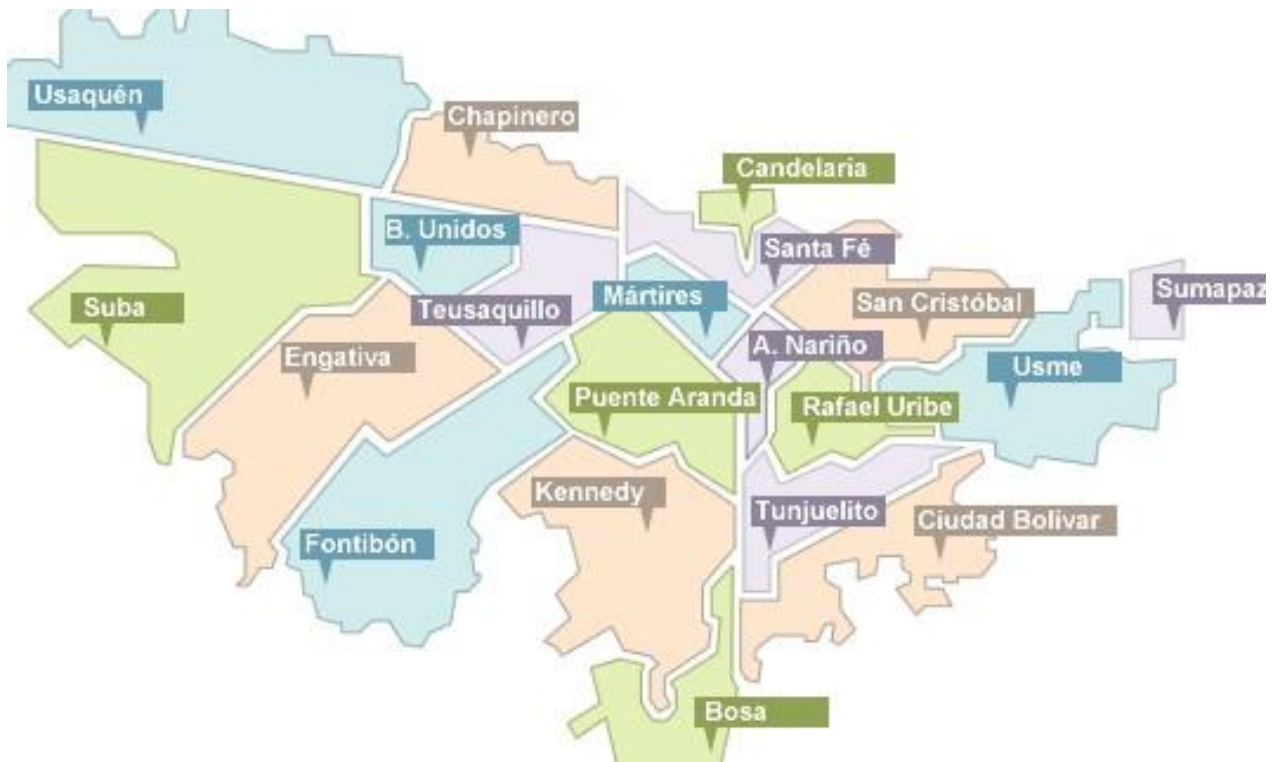 Usaquén
Chapinero
Candelaria
B. Unidos
Santa Fé
Suba
Teusaquillo
Mártires
San Cristóbal
Sumapaz
Engativa
A. Nariño
Usme
Puente Aranda
Rafael Uribe
Kennedy
Tunjuelito
Ciudad Bolivar
Fontibón
Bosa